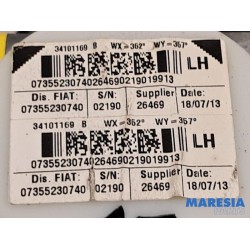 34101169 B WX=362° WY=367°
LH
07355230740264690219019913
Dis. FIAT: S/N: Supplier Date:
07355230740 02190 26469 18/07/13
34101169 B WX=362° WY=367°
LH
07355230740264690219019913
Dis. FIAT: S/N: Supplier Date:
07355230740 02190 26469 18/07/13
MARESIA